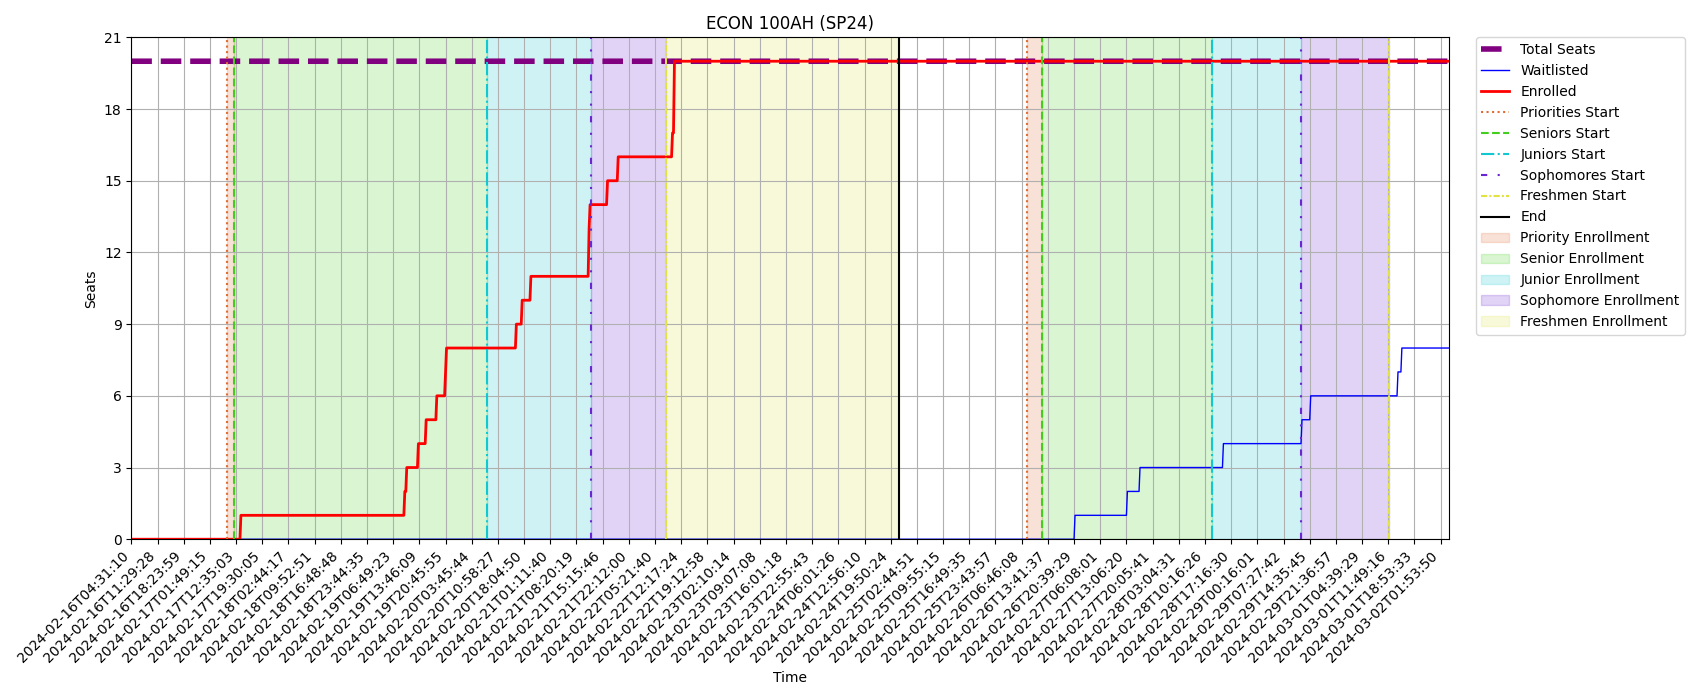 ECON 100AH (SP24)
21
18
15
12
9
6
3
0
Seats
2024-02-16T04:31:10
2024-02-16T11:29:28
2024-02-16T18:23:59
2024-02-17T01:49:15
2024-02-17T12:35:03
2024-02-17T19:30:05
2024-02-18T02:44:17
2024-02-18T09:52:51
2024-02-18T16:48:48
2024-02-18T23:44:35
2024-02-19T06:49:23
2024-02-19T13:46:09
2024-02-19T20:45:55
2024-02-20T03:45:44
2024-02-20T10:58:27
2024-02-20T18:04:50
2024-02-21T01:11:40
2024-02-21T08:20:19
2024-02-21T15:15:46
2024-02-21T22:12:00
2024-02-22T05:21:40
2024-02-22T12:17:24
2024-02-22T19:12:58
2024-02-23T02:10:14
2024-02-23T09:07:08
2024-02-23T16:01:18
2024-02-23T22:55:43
2024-02-24T06:01:26
2024-02-24T12:56:10
2024-02-24T19:50:24
2024-02-25T02:44:51
2024-02-25T09:55:15
2024-02-25T16:49:35
2024-02-25T23:43:57
2024-02-26T06:46:08
2024-02-26T13:41:37
2024-02-26T20:39:29
2024-02-27T06:08:01
2024-02-27T13:06:20
2024-02-27T20:05:41
2024-02-28T03:04:31
2024-02-28T10:16:26
2024-02-28T17:16:30
2024-02-29T00:16:01
2024-02-29T07:27:42
2024-02-29T14:35:45
2024-02-29T21:36:57
2024-03-01T04:39:29
2024-03-01T11:49:16
2024-03-01T18:53:33
2024-03-02T01:53:50
Time
Total Seats
Waitlisted
Enrolled
Priorities Start
Seniors Start
Juniors Start
Sophomores Start
Freshmen Start
End
Priority Enrollment
Senior Enrollment
Junior Enrollment
Sophomore Enrollment
Freshmen Enrollment